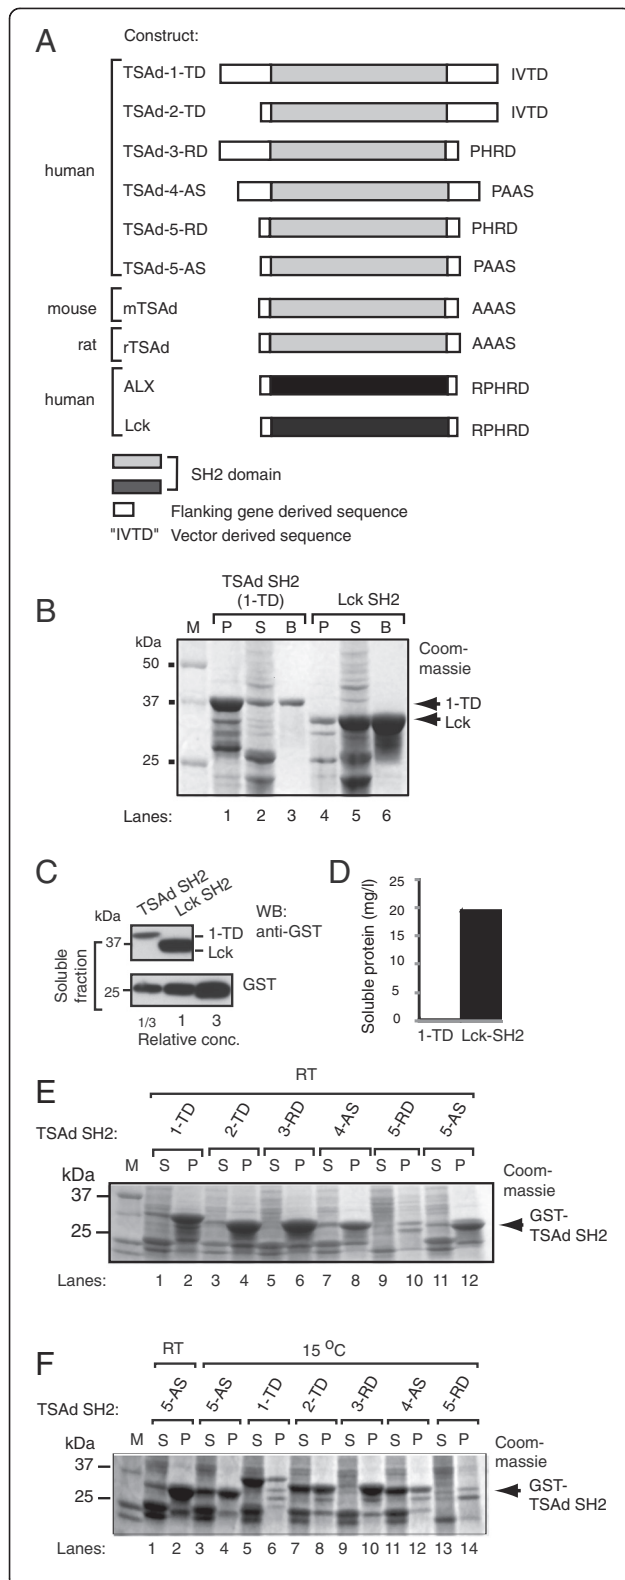 A
Construct:
TSAd-1-TD IVTD
TSAd-2-TD IVTD
TSAd-3-RD PHRD
human
TSAd-4-AS PAAS
TSAd-5-RD PHRD
TSAd-5-AS PAAS
mouse mTSAd AAAS
rat rTSAd AAAS
ALX RPHRD
human
Lck RPHRD
SH2 domain
Flanking gene derived sequence
"IVTD" Vector derived sequence
B
TSAd SH2
(1-TD) Lck SH2
kDa M P S B P S B Coom-
massie
50
37 1-TD
Lck
25
Lanes: 1 2 3 4 5 6
C
TSAd SH2
Lck SH2
kDa WB:
anti-GST
37 1-TD
Lck
Soluble
fraction
25 GST
1/3 1 3
Relative conc.
D
Soluble protein (mg/l)
25
20
15
10
5
0
1-TD Lck-SH2
E
RT
TSAd SH2: 1-TD 2-TD 3-RD 4-AS 5-RD 5-AS
M S P S P S P S P S P S P Coom-
massie
kDa
37
25 GST-
TSAd SH2
Lanes: 1 2 3 4 5 6 7 8 9 10 11 12
F
RT 15 °C
TSAd SH2: 5-AS 5-AS 1-TD 2-TD 3-RD 4-AS 5-RD
kDa M S P S P S P S P S P S P S P Coom-
massie
37
25 GST-
TSAd SH2
Lanes: 1 2 3 4 5 6 7 8 9 10 11 12 13 14